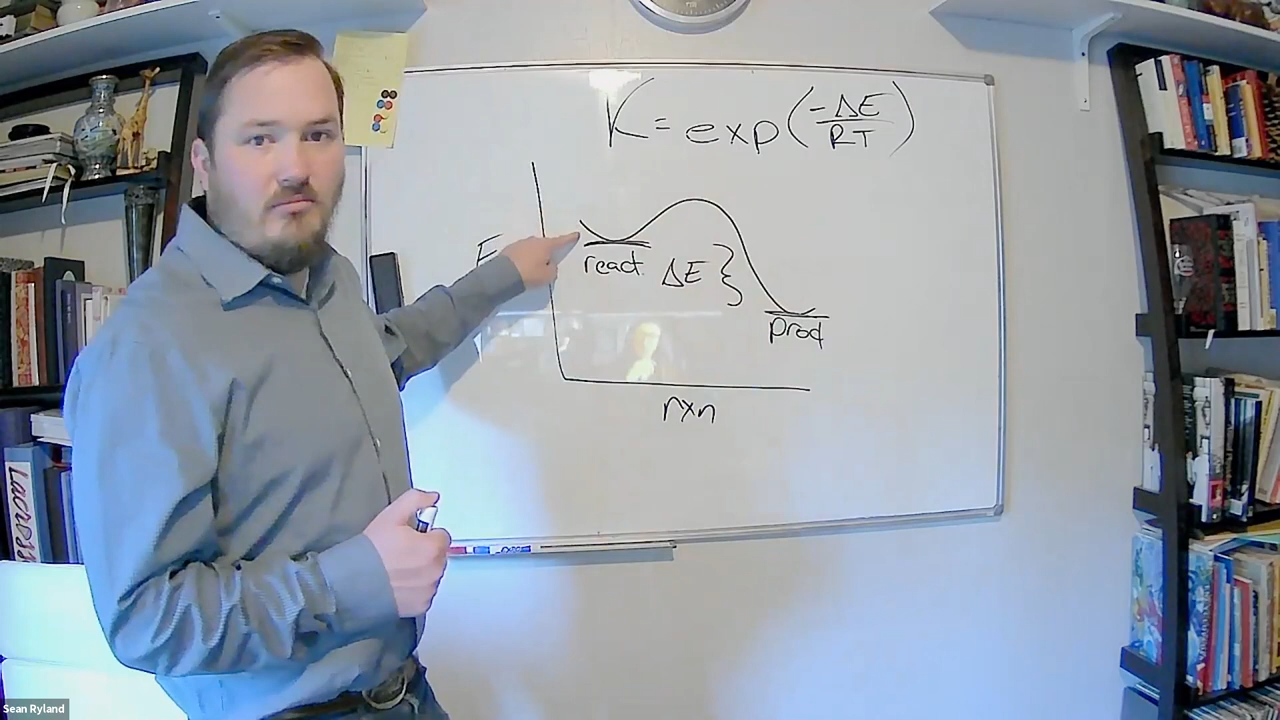 K = exp(-ΔE/RT)
E
react.
ΔE }
prod
rxn
Sean Ryland